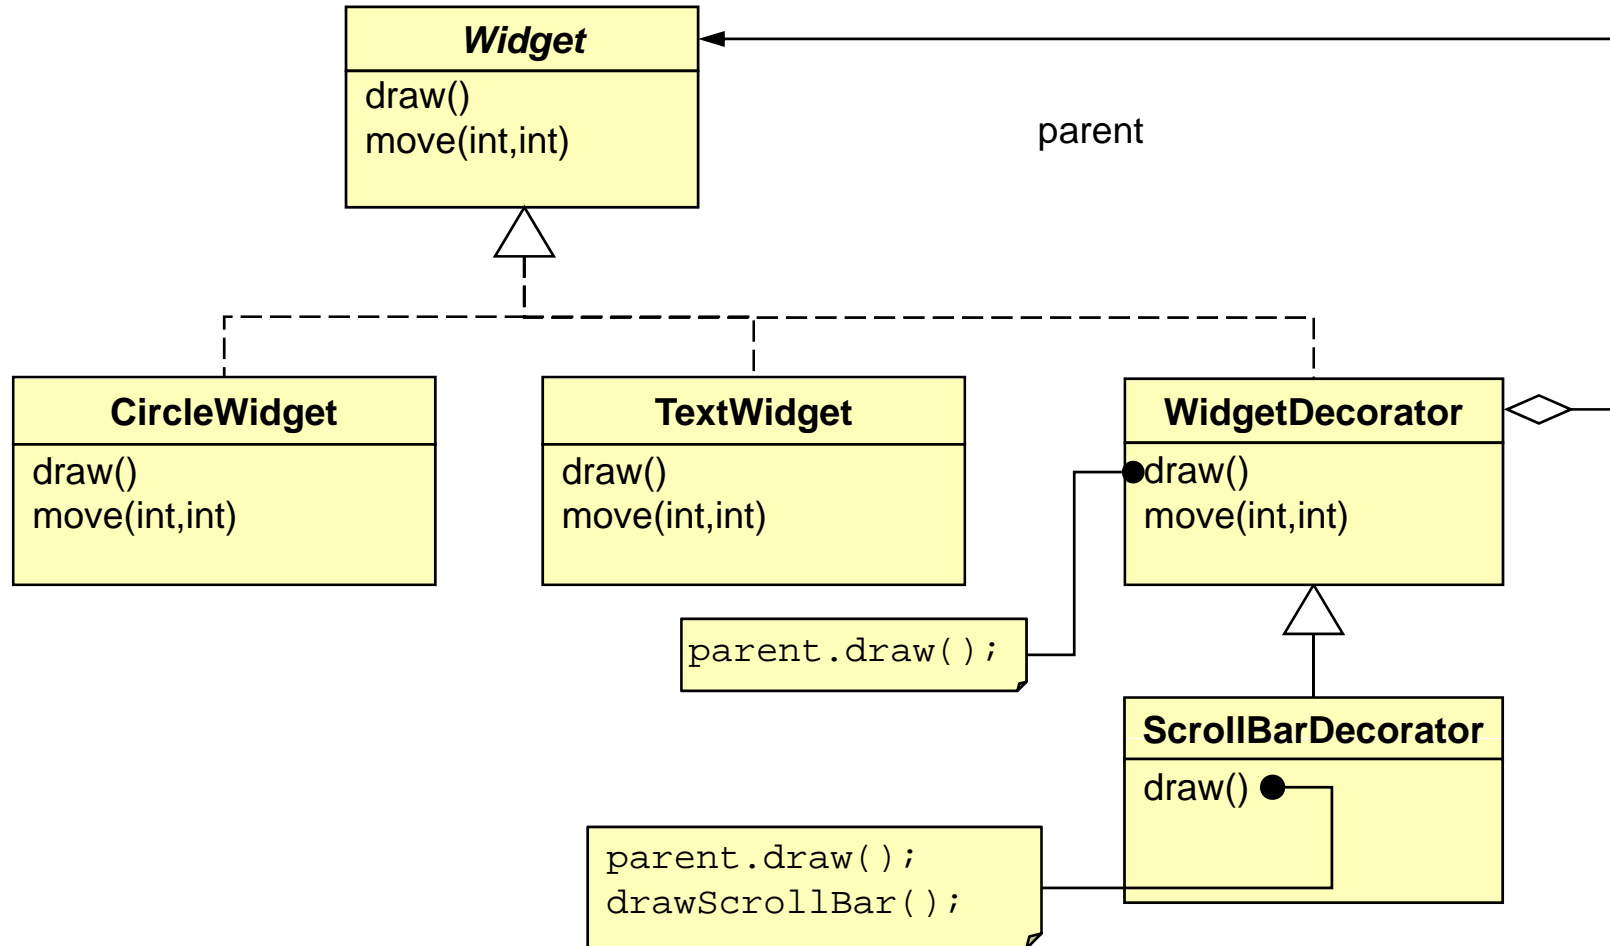 Widget
draw()
move(int,int)
parent
CircleWidget
draw()
move(int,int)
TextWidget
draw()
move(int,int)
WidgetDecorator
draw()
move(int,int)
parent.draw();
ScrollBarDecorator
draw()
parent.draw();
drawScrollBar();